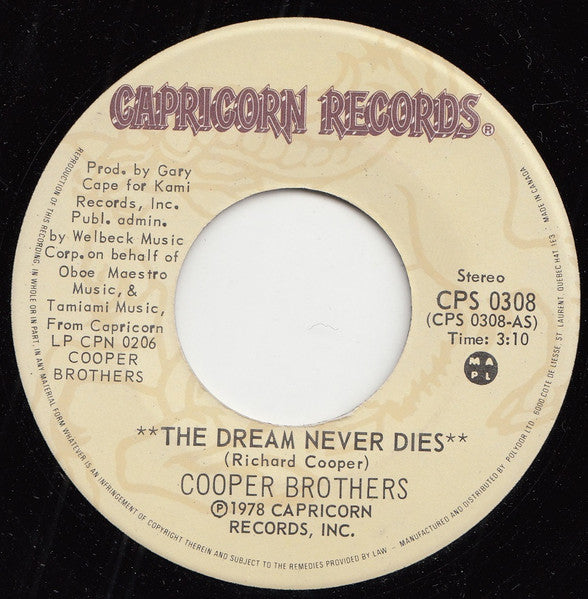 CAPRICORN RECORDS®
Prod. by Gary
Cape for Kami
Records, Inc.
Publ. admin.
by Welbeck Music
Corp. on behalf of
Oboe Maestro
Music, &
Tamiami Music,
From Capricorn
LP CPN 0206
COOPER
BROTHERS
Stereo
CPS 0308
(CPS 0308-AS)
Time: 3:10
M A
P L
**THE DREAM NEVER DIES**
(Richard Cooper)
COOPER BROTHERS
℗1978 CAPRICORN
RECORDS, INC.
REPRODUCTION OF THIS RECORDING IN WHOLE OR IN PART, IN ANY MATERIAL FORM WHATEVER IS AN INFRINGEMENT OF COPYRIGHT THEREIN AND SUBJECT TO THE REMEDIES PROVIDED BY LAW – MANUFACTURED AND DISTRIBUTED BY POLYDOR LTD. 6000 COTE DE LIESSE, ST. LAURENT, QUEBEC H4T 1E3 • MADE IN CANADA